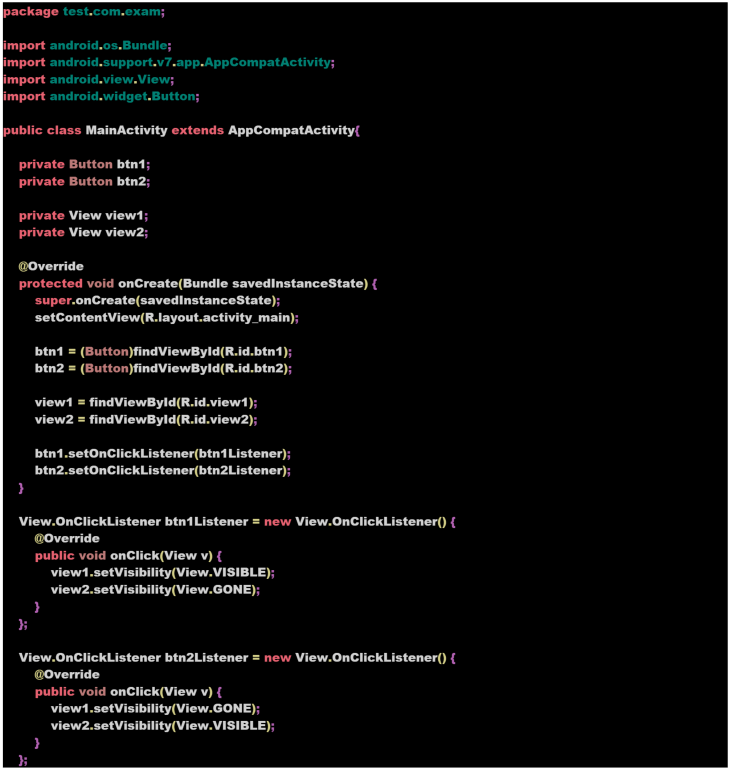 package test.com.exam;
import android.os.Bundle;
import android.support.v7.app.AppCompatActivity;
import android.view.View;
import android.widget.Button;
public class MainActivity extends AppCompatActivity{
private Button btn1;
private Button btn2;
private View view1;
private View view2;
@Override
protected void onCreate(Bundle savedInstanceState) {
super.onCreate(savedInstanceState);
setContentView(R.layout.activity_main);
btn1 = (Button)findViewById(R.id.btn1);
btn2 = (Button)findViewById(R.id.btn2);
view1 = findViewById(R.id.view1);
view2 = findViewById(R.id.view2);
btn1.setOnClickListener(btn1Listener);
btn2.setOnClickListener(btn2Listener);
}
View.OnClickListener btn1Listener = new View.OnClickListener() {
@Override
public void onClick(View v) {
view1.setVisibility(View.VISIBLE);
view2.setVisibility(View.GONE);
}
};
View.OnClickListener btn2Listener = new View.OnClickListener() {
@Override
public void onClick(View v) {
view1.setVisibility(View.GONE);
view2.setVisibility(View.VISIBLE);
}
};